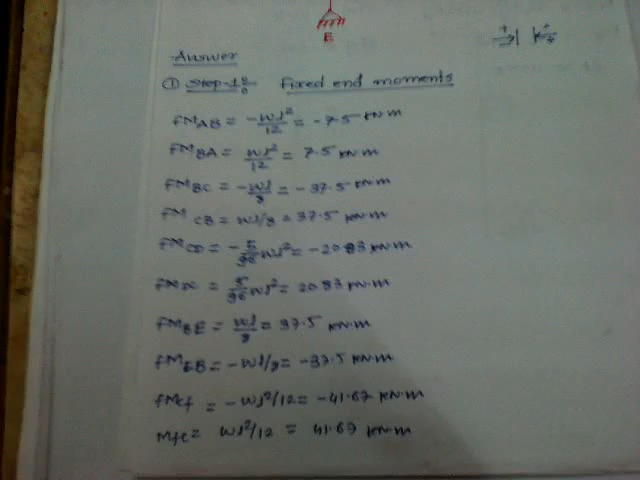 E
Answer
① Step-1: Fixed end moments
+ +
FMAB = -wl²/12 = -7.5 kN·m
FMBA = wl²/12 = 7.5 kN·m
FMBC = -wl/8 = -37.5 kN·m
FM CB = wl/8 = 37.5 kN·m
FMCD = -5/96 wl² = -20.83 kN·m
FMDC = 5/96 wl² = 20.83 kN·m
FMBE = wl/8 = 37.5 kN·m
FMEB = -wl/8 = -37.5 kN·m
FMCf = -wl²/12 = -41.67 kN·m
Mfc = wl²/12 = 41.67 kN·m